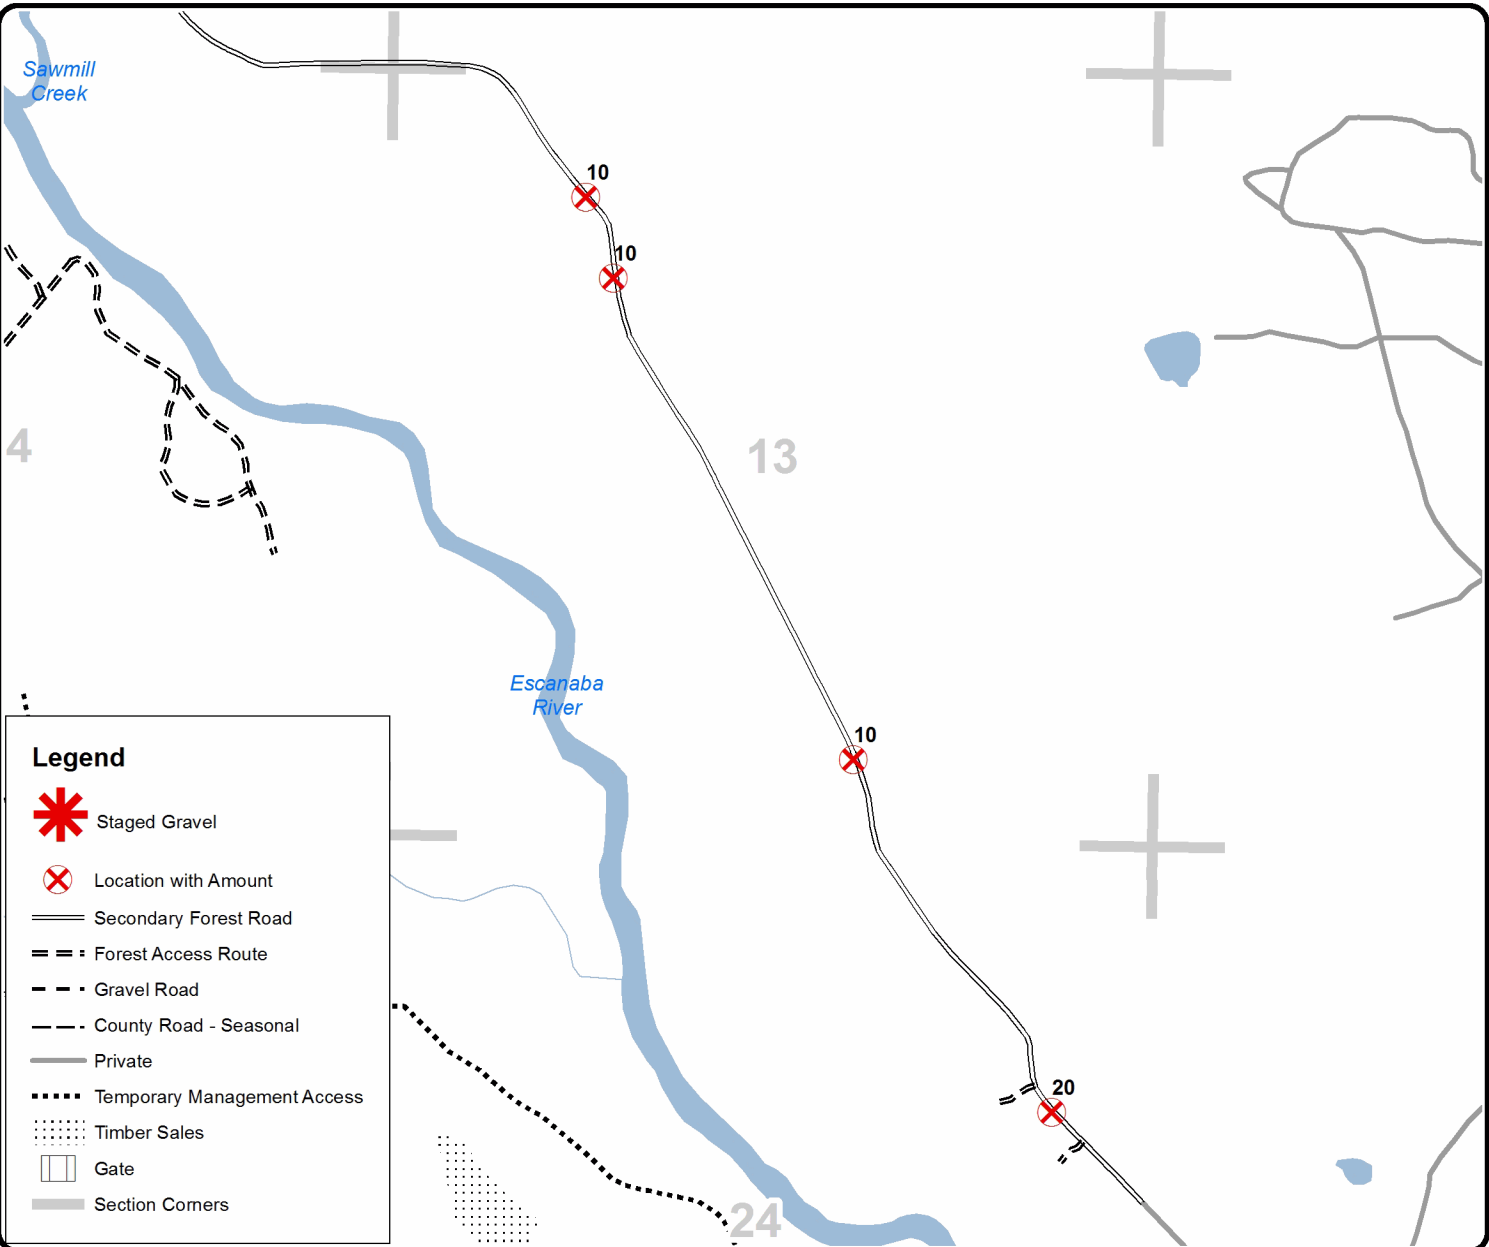 Sawmill
Creek
10
10
4
13
Escanaba
River
10
20
24
Legend
Staged Gravel
Location with Amount
Secondary Forest Road
Forest Access Route
Gravel Road
County Road - Seasonal
Private
Temporary Management Access
Timber Sales
Gate
Section Corners